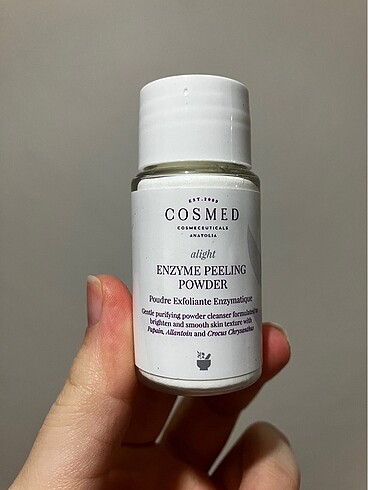 EST.2008
COSMED
COSMECEUTICALS
ANATOLIA
alight
ENZYME PEELING
POWDER
Poudre Exfoliante Enzymatique
Gentle purifying powder cleanser formulated to
brighten and smooth skin texture with
Papain, Allantoin and Crocus Chrysanthus